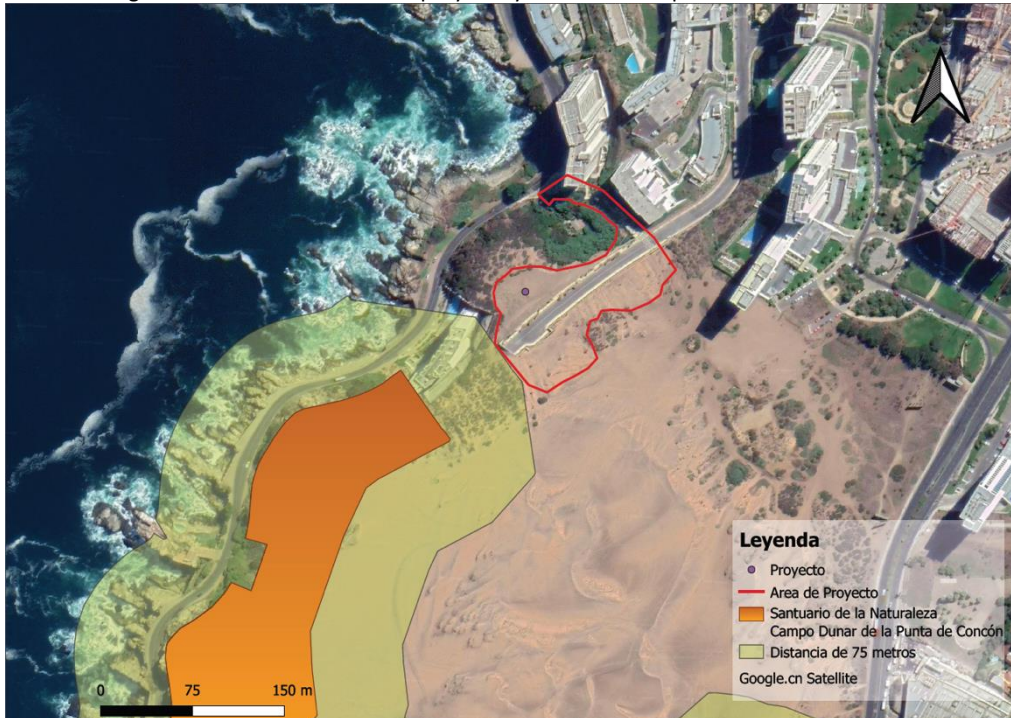 Leyenda
Proyecto
Area de Proyecto
Santuario de la Naturaleza
Campo Dunar de la Punta de Concón
Distancia de 75 metros
Google.cn Satellite
0 75 150 m